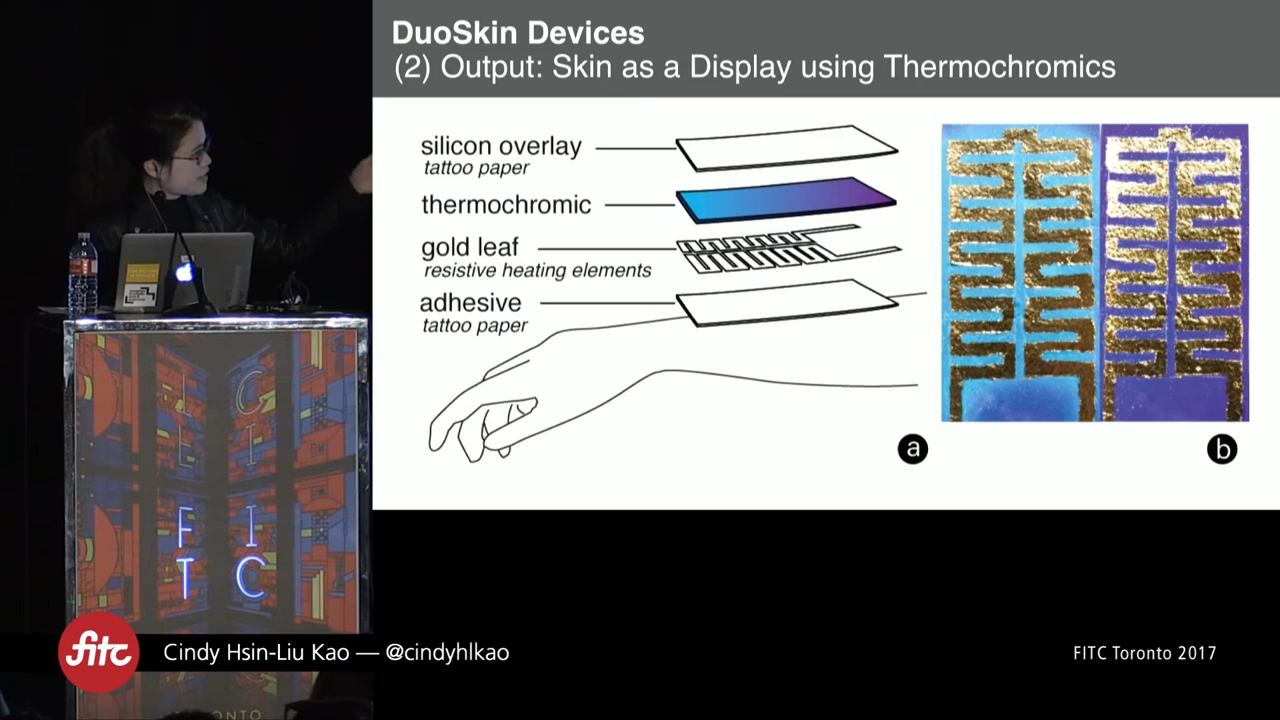 DuoSkin Devices
(2) Output: Skin as a Display using Thermochromics
silicon overlay
tattoo paper
thermochromic
gold leaf
resistive heating elements
adhesive
tattoo paper
a
b
L C
E I
F I
T C
fitc
Cindy Hsin-Liu Kao — @cindyhlkao
FITC Toronto 2017